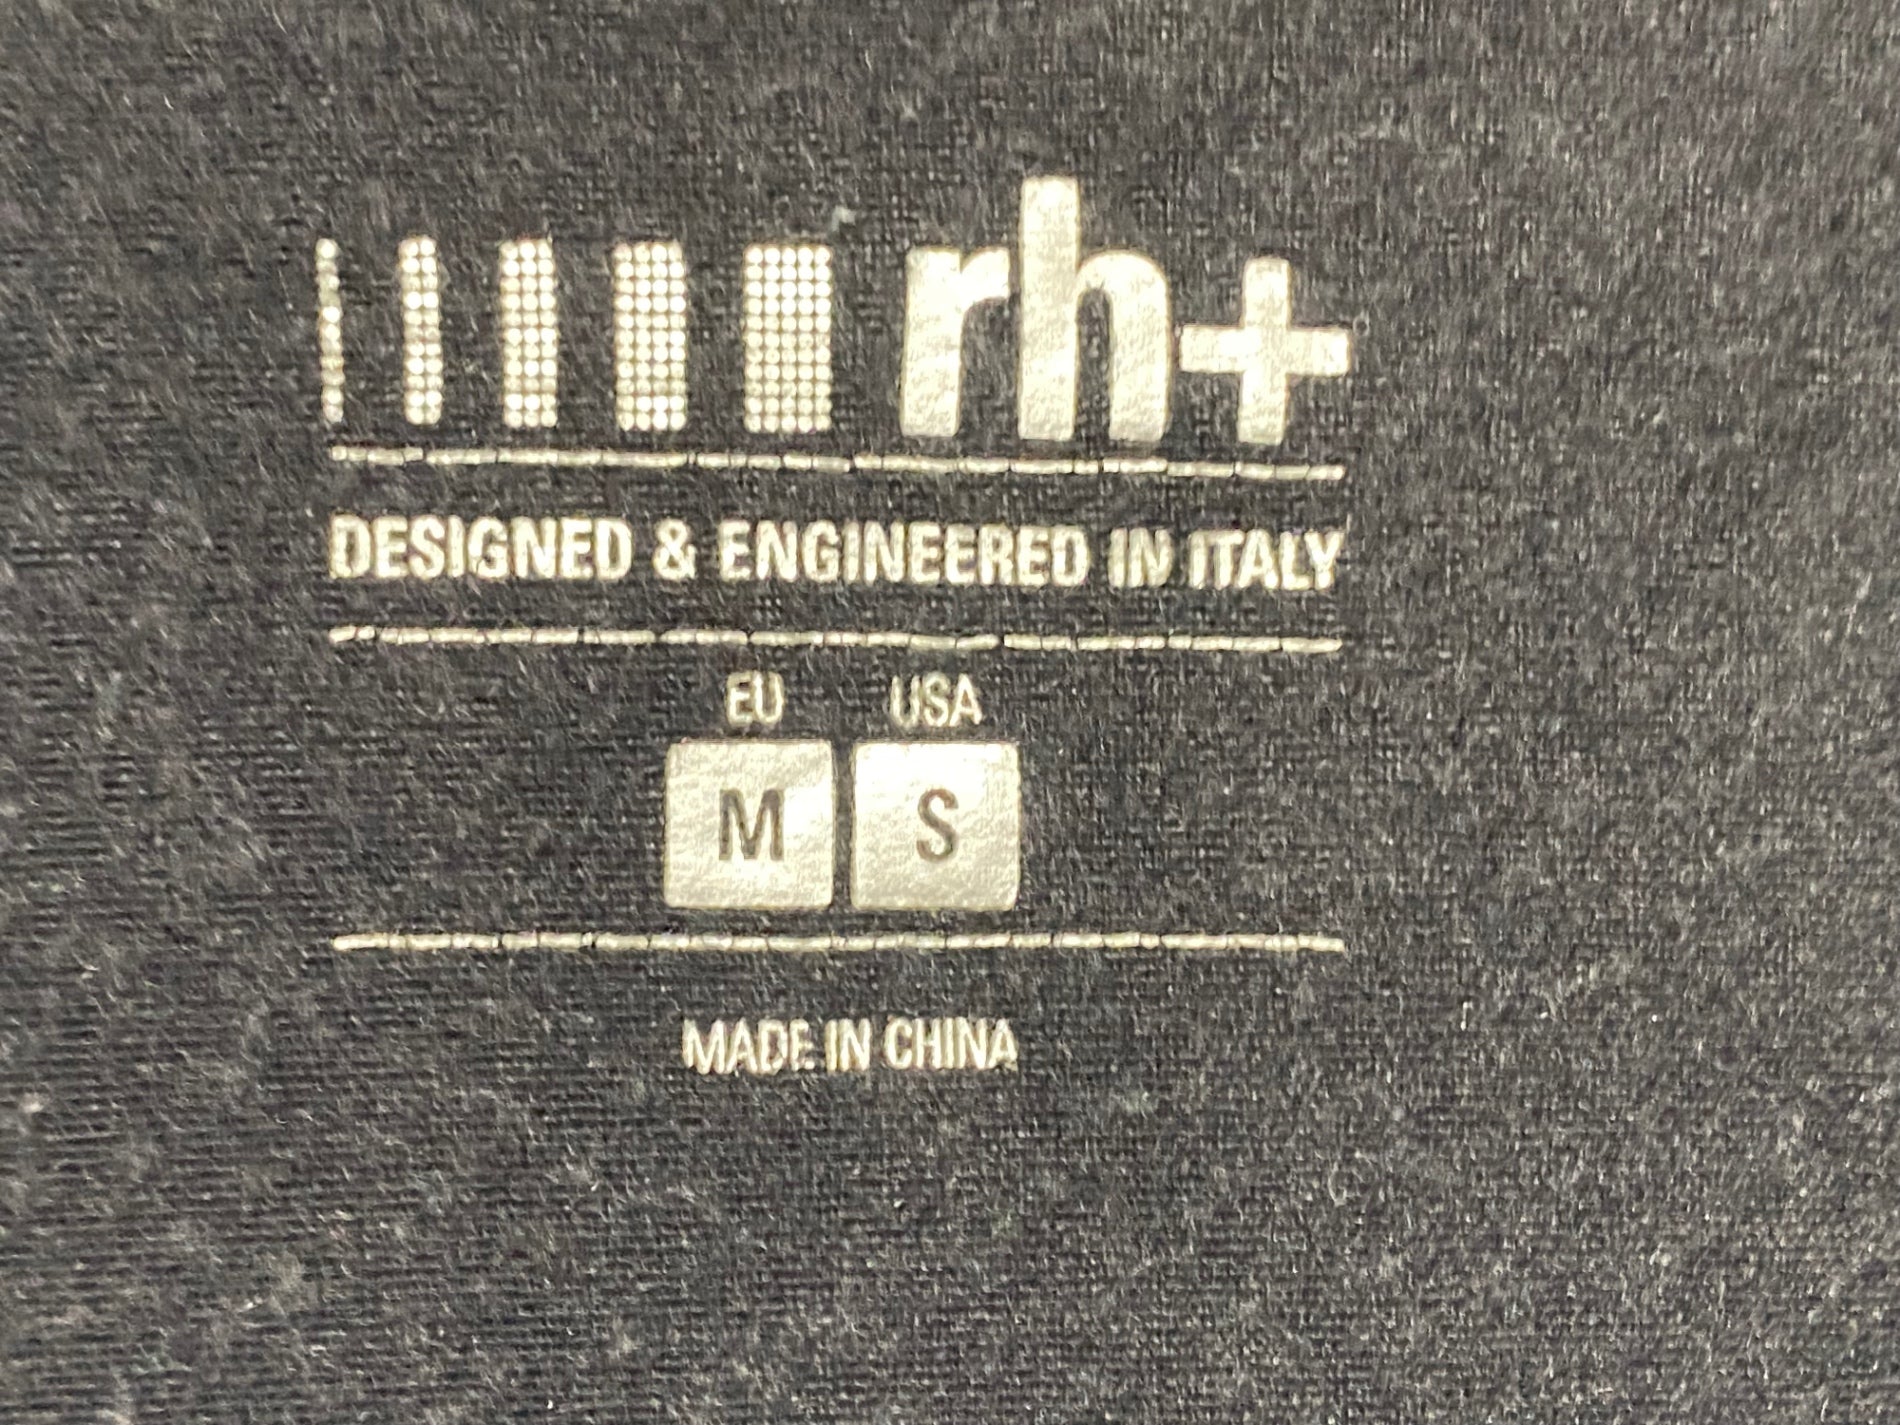 rh+
DESIGNED & ENGINEERED IN ITALY
EU USA
M S
MADE IN CHINA